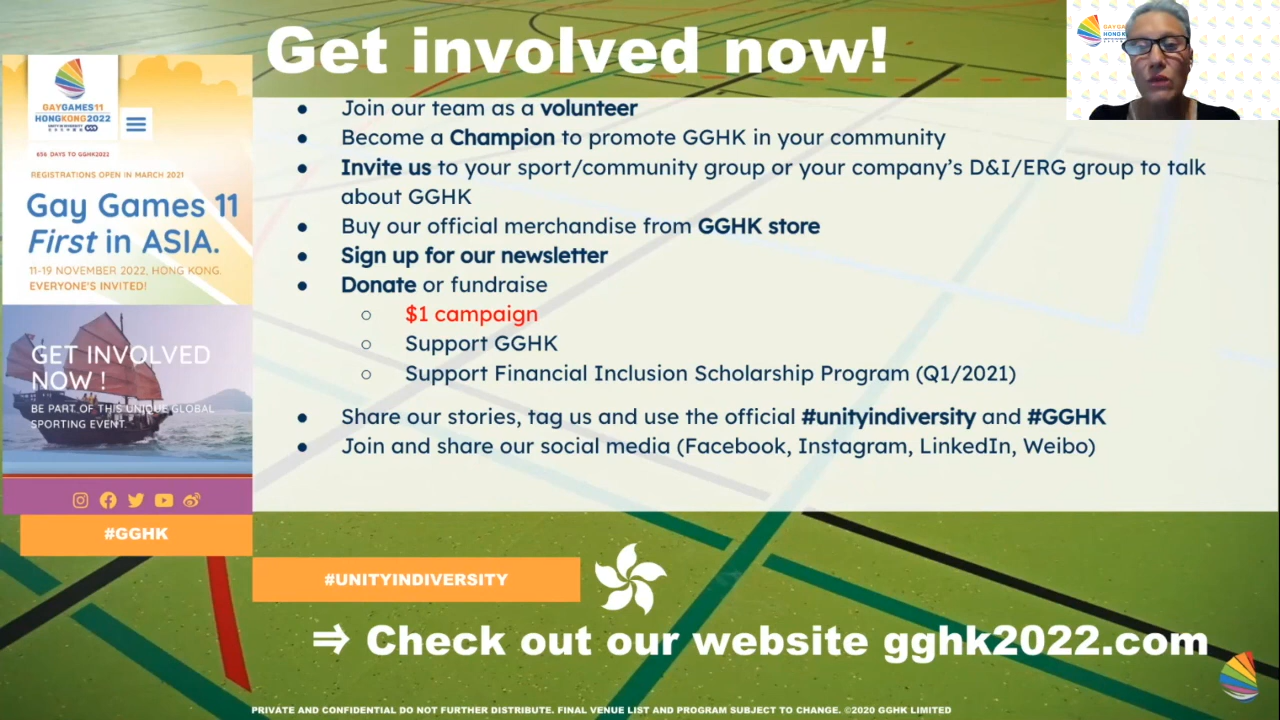 Get involved now!
GAYGAMES11
HONGKONG2022
UNITY IN DIVERSITY
656 DAYS TO GGHK2022
REGISTRATIONS OPEN IN MARCH 2021
Gay Games 11
First in ASIA.
11-19 NOVEMBER 2022, HONG KONG.
EVERYONE'S INVITED!
GET INVOLVED
NOW !
BE PART OF THIS UNIQUE GLOBAL
SPORTING EVENT.
#GGHK
● Join our team as a volunteer
● Become a Champion to promote GGHK in your community
● Invite us to your sport/community group or your company’s D&I/ERG group to talk
about GGHK
● Buy our official merchandise from GGHK store
● Sign up for our newsletter
● Donate or fundraise
○ $1 campaign
○ Support GGHK
○ Support Financial Inclusion Scholarship Program (Q1/2021)
● Share our stories, tag us and use the official #unityindiversity and #GGHK
● Join and share our social media (Facebook, Instagram, LinkedIn, Weibo)
#UNITYINDIVERSITY
⇒ Check out our website gghk2022.com
PRIVATE AND CONFIDENTIAL DO NOT FURTHER DISTRIBUTE. FINAL VENUE LIST AND PROGRAM SUBJECT TO CHANGE. ©2020 GGHK LIMITED